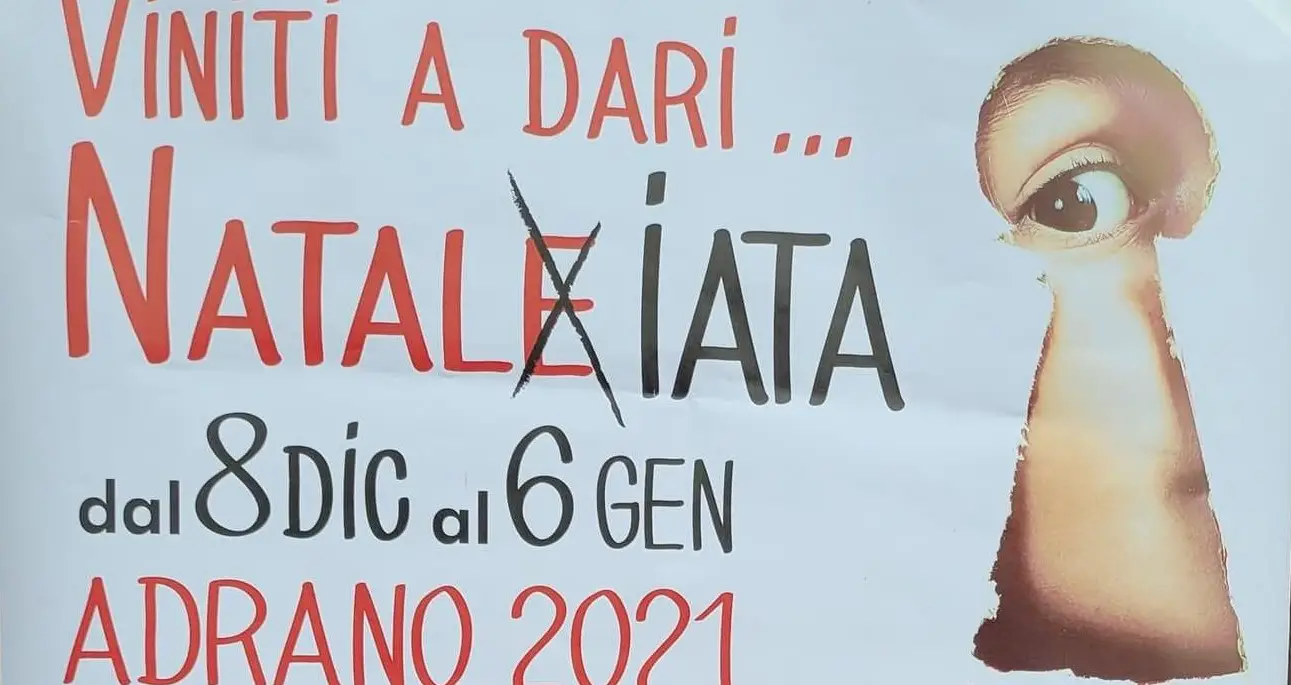 VINITI A DARI ...
NATALEIATA
dal 8 DIC al 6 GEN
ADRANO 2021